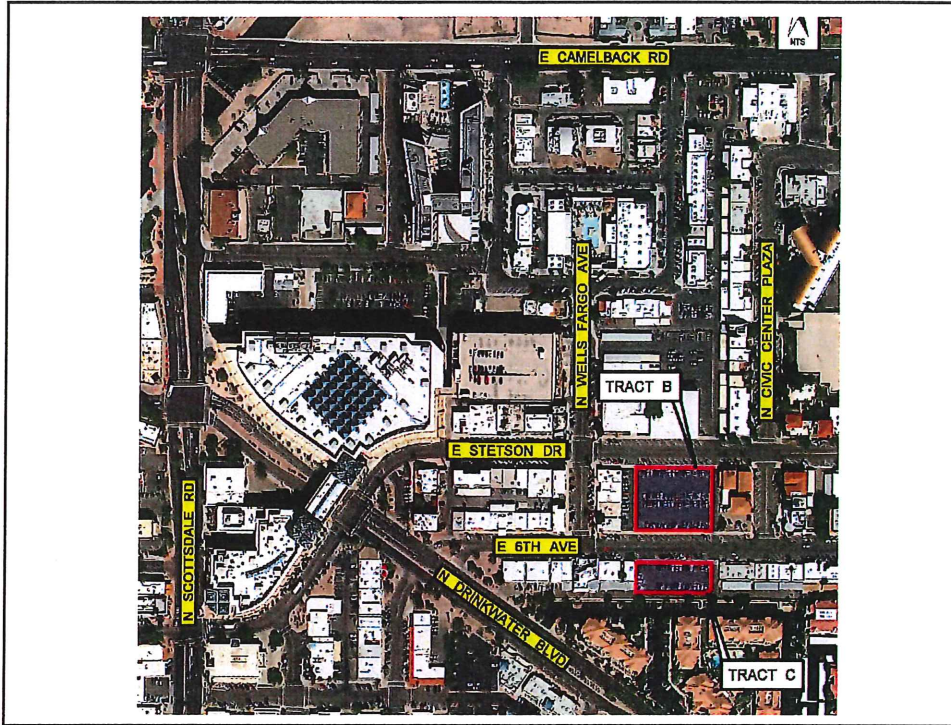 NTS
E CAMELBACK RD
N WELLS FARGO AVE
N CIVIC CENTER PLAZA
TRACT B
E STETSON DR
N SCOTTSDALE RD
E 6TH AVE
N DRINKWATER BLVD
TRACT C